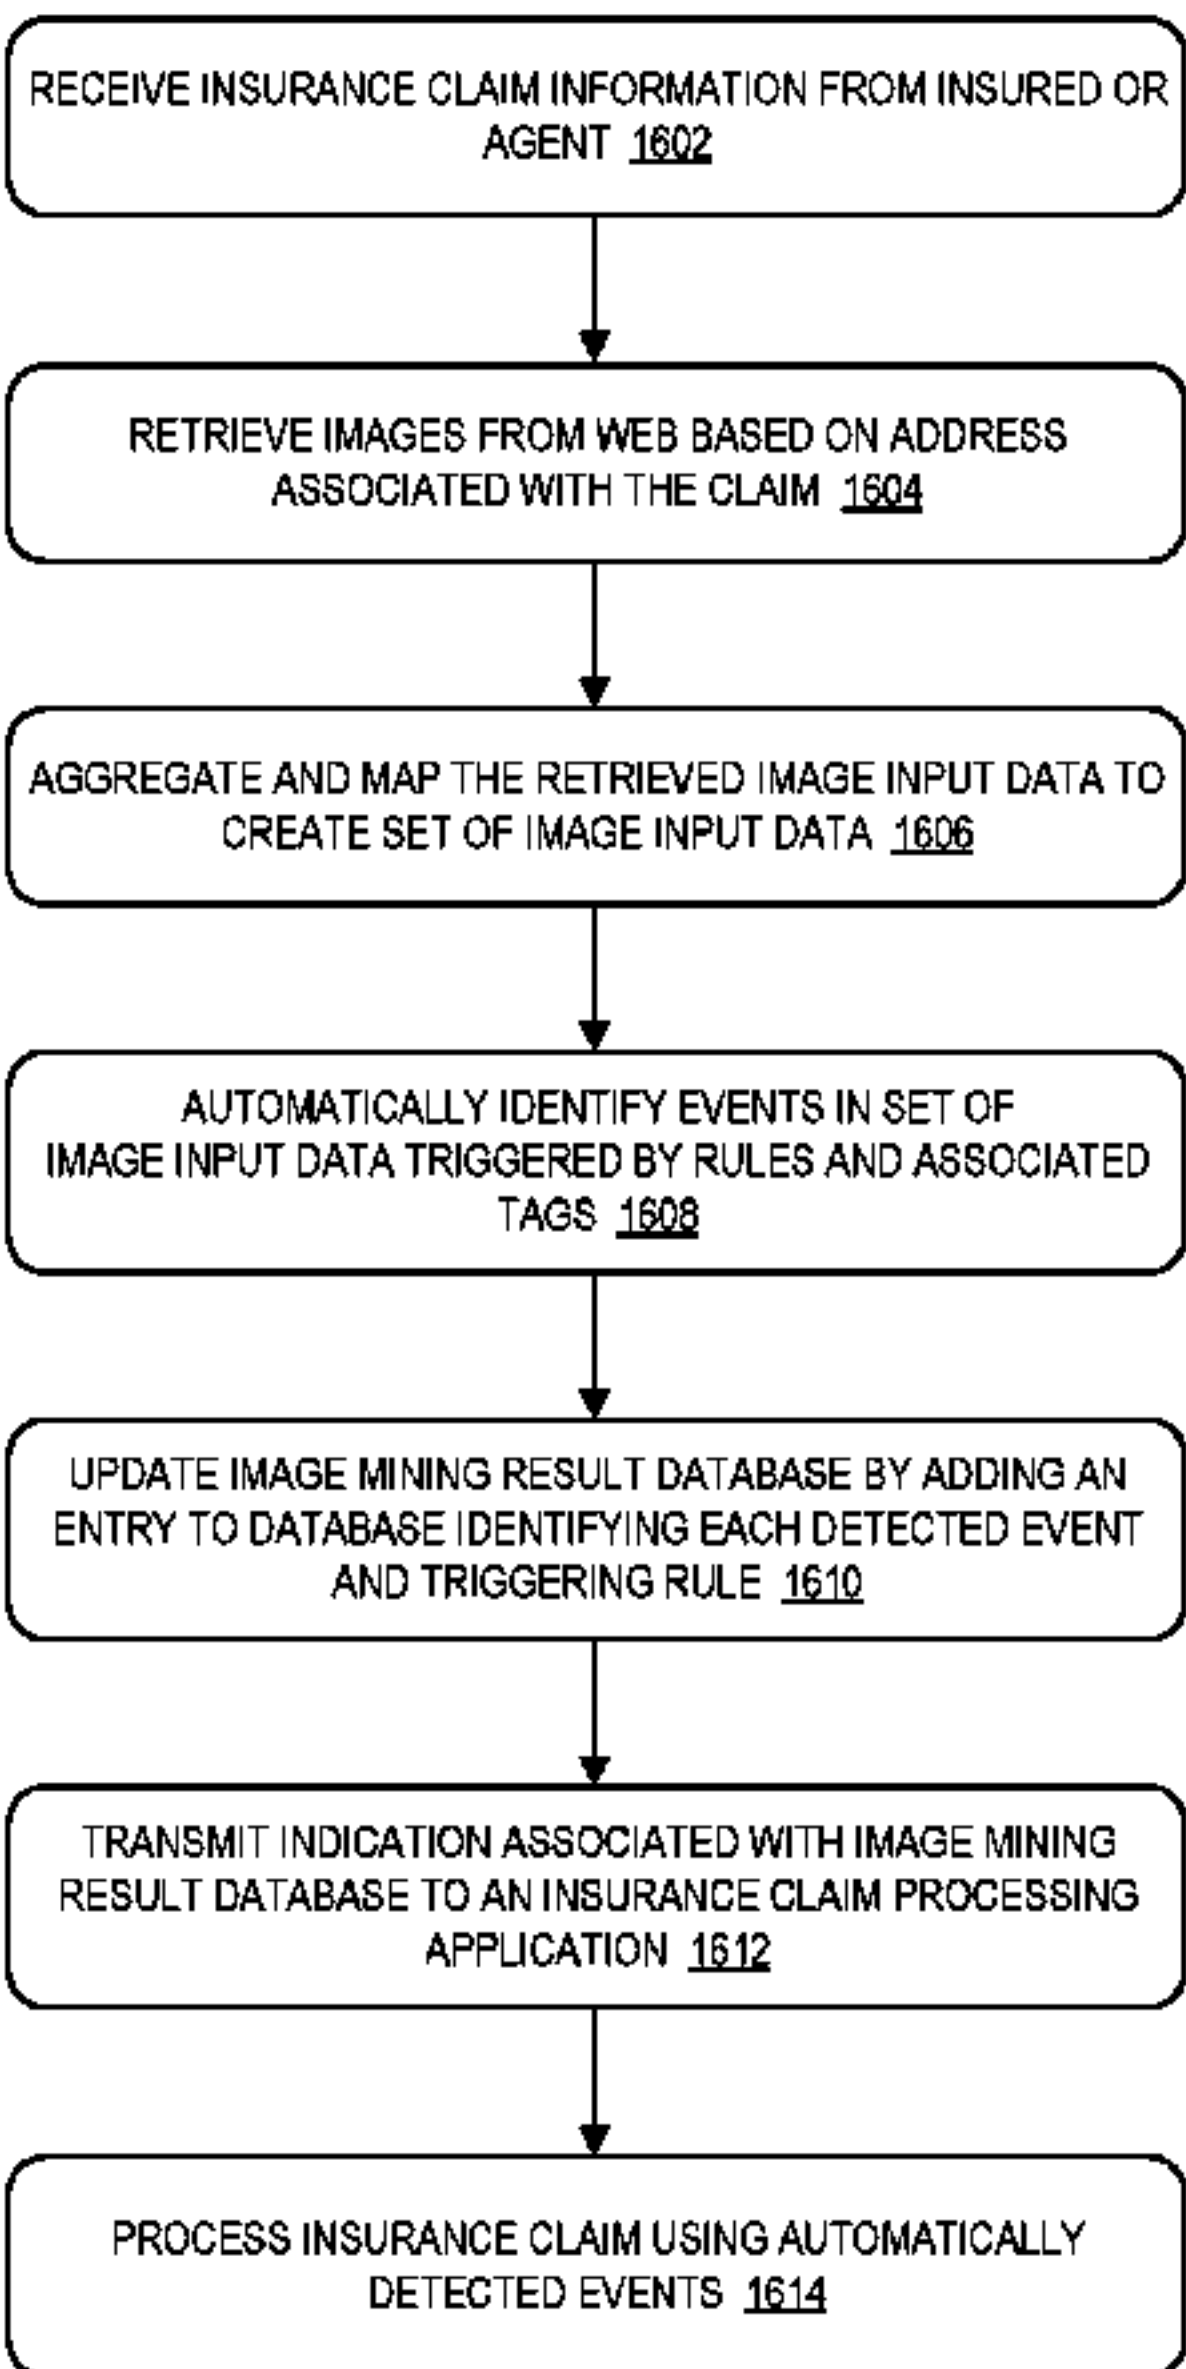 RECEIVE INSURANCE CLAIM INFORMATION FROM INSURED OR
AGENT 1602
RETRIEVE IMAGES FROM WEB BASED ON ADDRESS
ASSOCIATED WITH THE CLAIM 1604
AGGREGATE AND MAP THE RETRIEVED IMAGE INPUT DATA TO
CREATE SET OF IMAGE INPUT DATA 1606
AUTOMATICALLY IDENTIFY EVENTS IN SET OF
IMAGE INPUT DATA TRIGGERED BY RULES AND ASSOCIATED
TAGS 1608
UPDATE IMAGE MINING RESULT DATABASE BY ADDING AN
ENTRY TO DATABASE IDENTIFYING EACH DETECTED EVENT
AND TRIGGERING RULE 1610
TRANSMIT INDICATION ASSOCIATED WITH IMAGE MINING
RESULT DATABASE TO AN INSURANCE CLAIM PROCESSING
APPLICATION 1612
PROCESS INSURANCE CLAIM USING AUTOMATICALLY
DETECTED EVENTS 1614